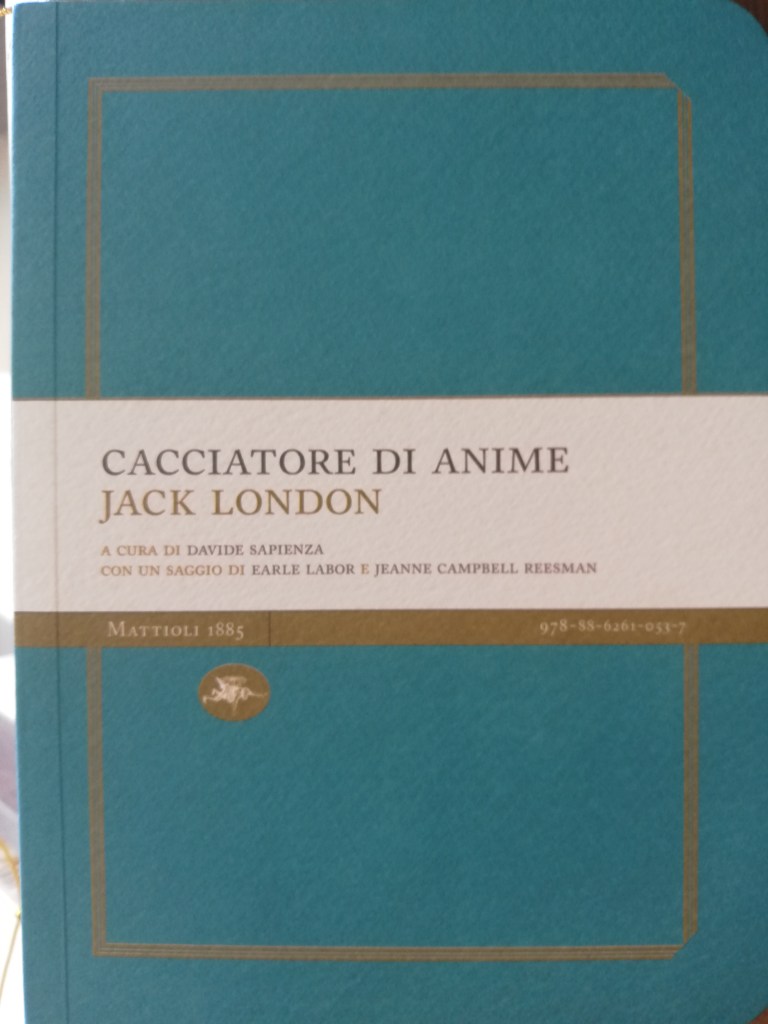 CACCIATORE DI ANIME
JACK LONDON
A CURA DI DAVIDE SAPIENZA
CON UN SAGGIO DI EARLE LABOR E JEANNE CAMPBELL REESMAN
MATTIOLI 1885
978-88-6261-053-7